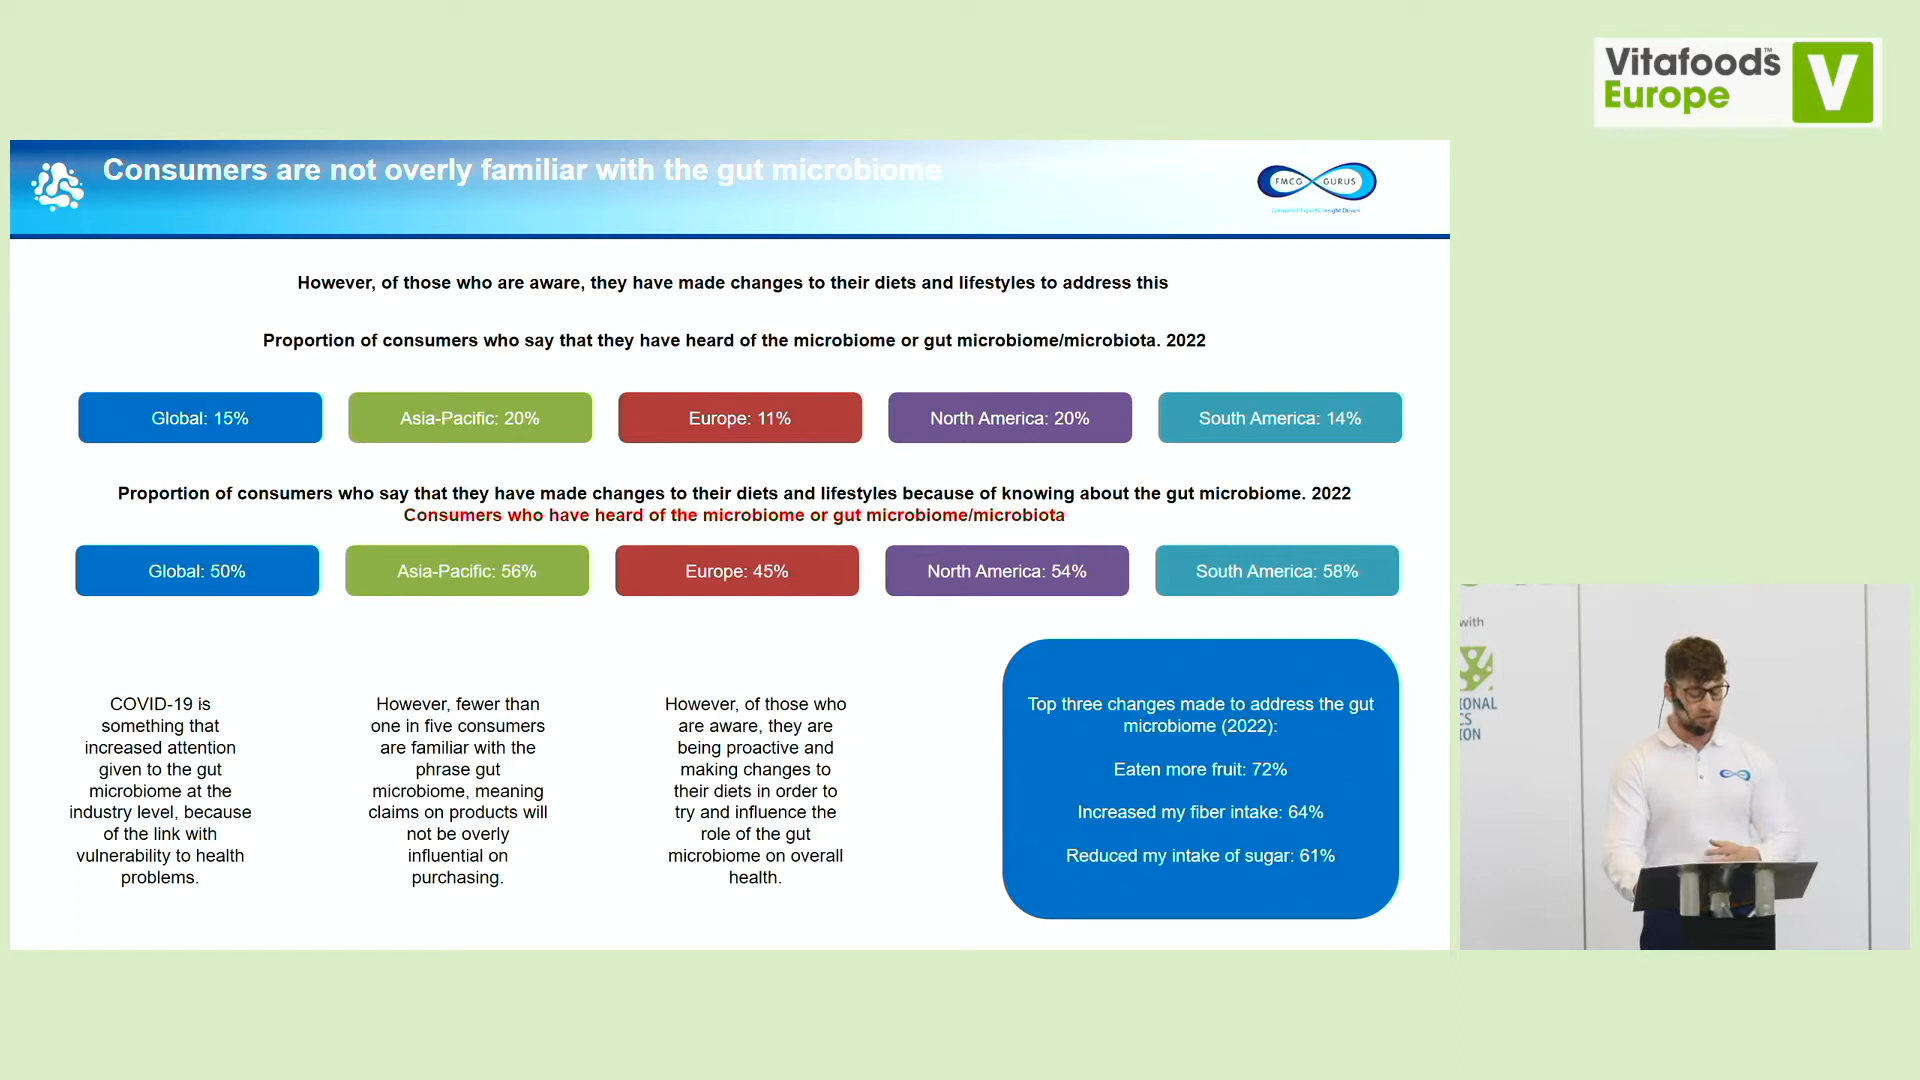 Vitafoods™
Europe
V
Consumers are not overly familiar with the gut microbiome
FMCG GURUS
Consumer Experts Insight Driven
However, of those who are aware, they have made changes to their diets and lifestyles to address this
Proportion of consumers who say that they have heard of the microbiome or gut microbiome/microbiota. 2022
Global: 15%
Asia-Pacific: 20%
Europe: 11%
North America: 20%
South America: 14%
Proportion of consumers who say that they have made changes to their diets and lifestyles because of knowing about the gut microbiome. 2022
Consumers who have heard of the microbiome or gut microbiome/microbiota
Global: 50%
Asia-Pacific: 56%
Europe: 45%
North America: 54%
South America: 58%
COVID-19 is
something that
increased attention
given to the gut
microbiome at the
industry level, because
of the link with
vulnerability to health
problems.
However, fewer than
one in five consumers
are familiar with the
phrase gut
microbiome, meaning
claims on products will
not be overly
influential on
purchasing.
However, of those who
are aware, they are
being proactive and
making changes to
their diets in order to
try and influence the
role of the gut
microbiome on overall
health.
Top three changes made to address the gut
microbiome (2022):
Eaten more fruit: 72%
Increased my fiber intake: 64%
Reduced my intake of sugar: 61%
with
IONAL
CS
ION